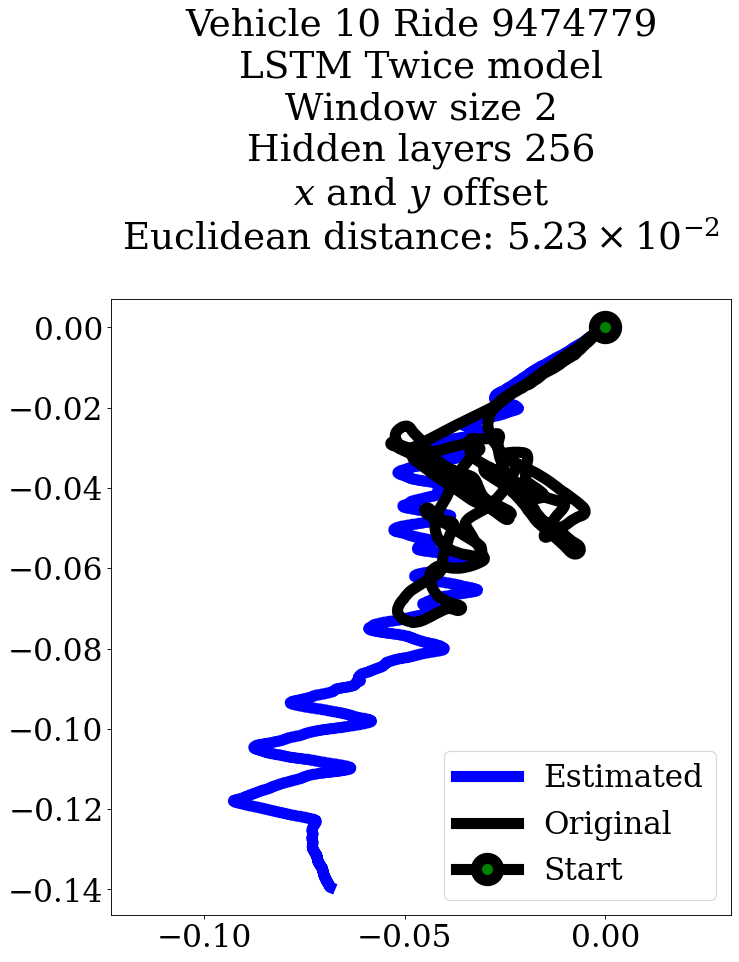 Vehicle 10 Ride 9474779
LSTM Twice model
Window size 2
Hidden layers 256
x and y offset
Euclidean distance: 5.23 × 10⁻²
0.00
−0.02
−0.04
−0.06
−0.08
−0.10
−0.12
−0.14
Estimated
Original
Start
−0.10 −0.05 0.00